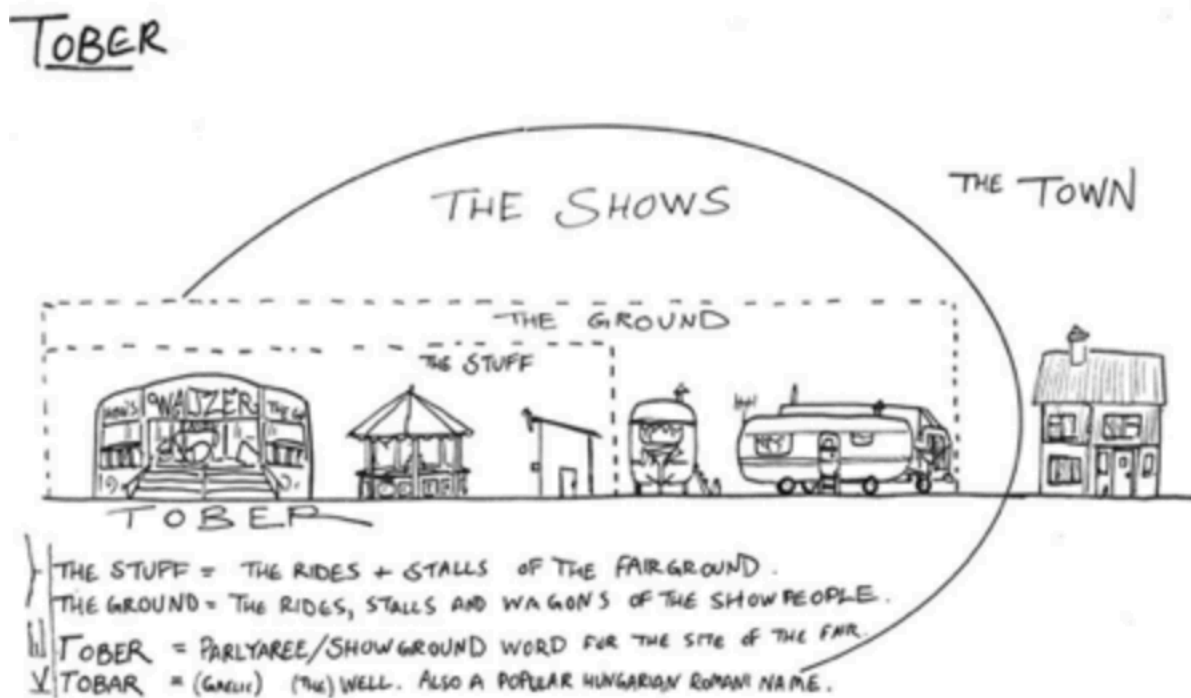 TOBER
THE SHOWS
THE TOWN
THE GROUND
THE STUFF
WAJZER
TOBER
THE STUFF = THE RIDES + STALLS OF THE FAIRGROUND.
THE GROUND = THE RIDES, STALLS AND WAGONS OF THE SHOWPEOPLE.
TOBER = PARLYAREE/SHOWGROUND WORD FOR THE SITE OF THE FAIR.
TOBAR = (GAELIC) (THE) WELL. ALSO A POPULAR HUNGARIAN ROMANI NAME.